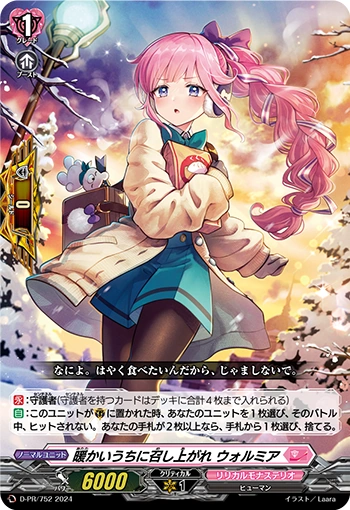 1
グレード
ブースト
シールド
0
なによ。はやく食べたいんだから、じゃましないで。
永:守護者(守護者を持つカードはデッキに合計4枚まで入れられる)
自:このユニットがGに置かれた時、あなたのユニットを1枚選び、そのバトル
中、ヒットされない。あなたの手札が2枚以上なら、手札から1枚選び、捨てる。
ノーマルユニット
暖かいうちに召し上がれ ウォルミア
パワー
6000
クリティカル
1
リリカルモナステリオ
ヒューマン
D-PR/752 2024
イラスト/ Laara